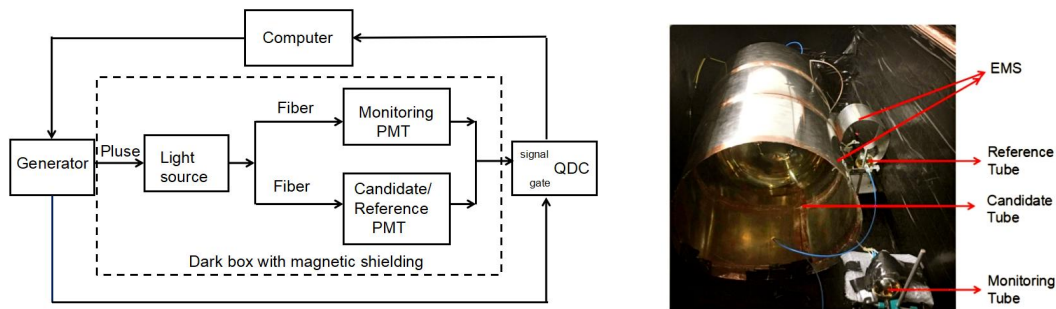 Computer
Fiber
Monitoring
PMT
Generator
Pluse
Light
source
signal
gate
QDC
Fiber
Candidate/
Reference
PMT
Dark box with magnetic shielding
EMS
Reference
Tube
Candidate
Tube
Monitoring
Tube